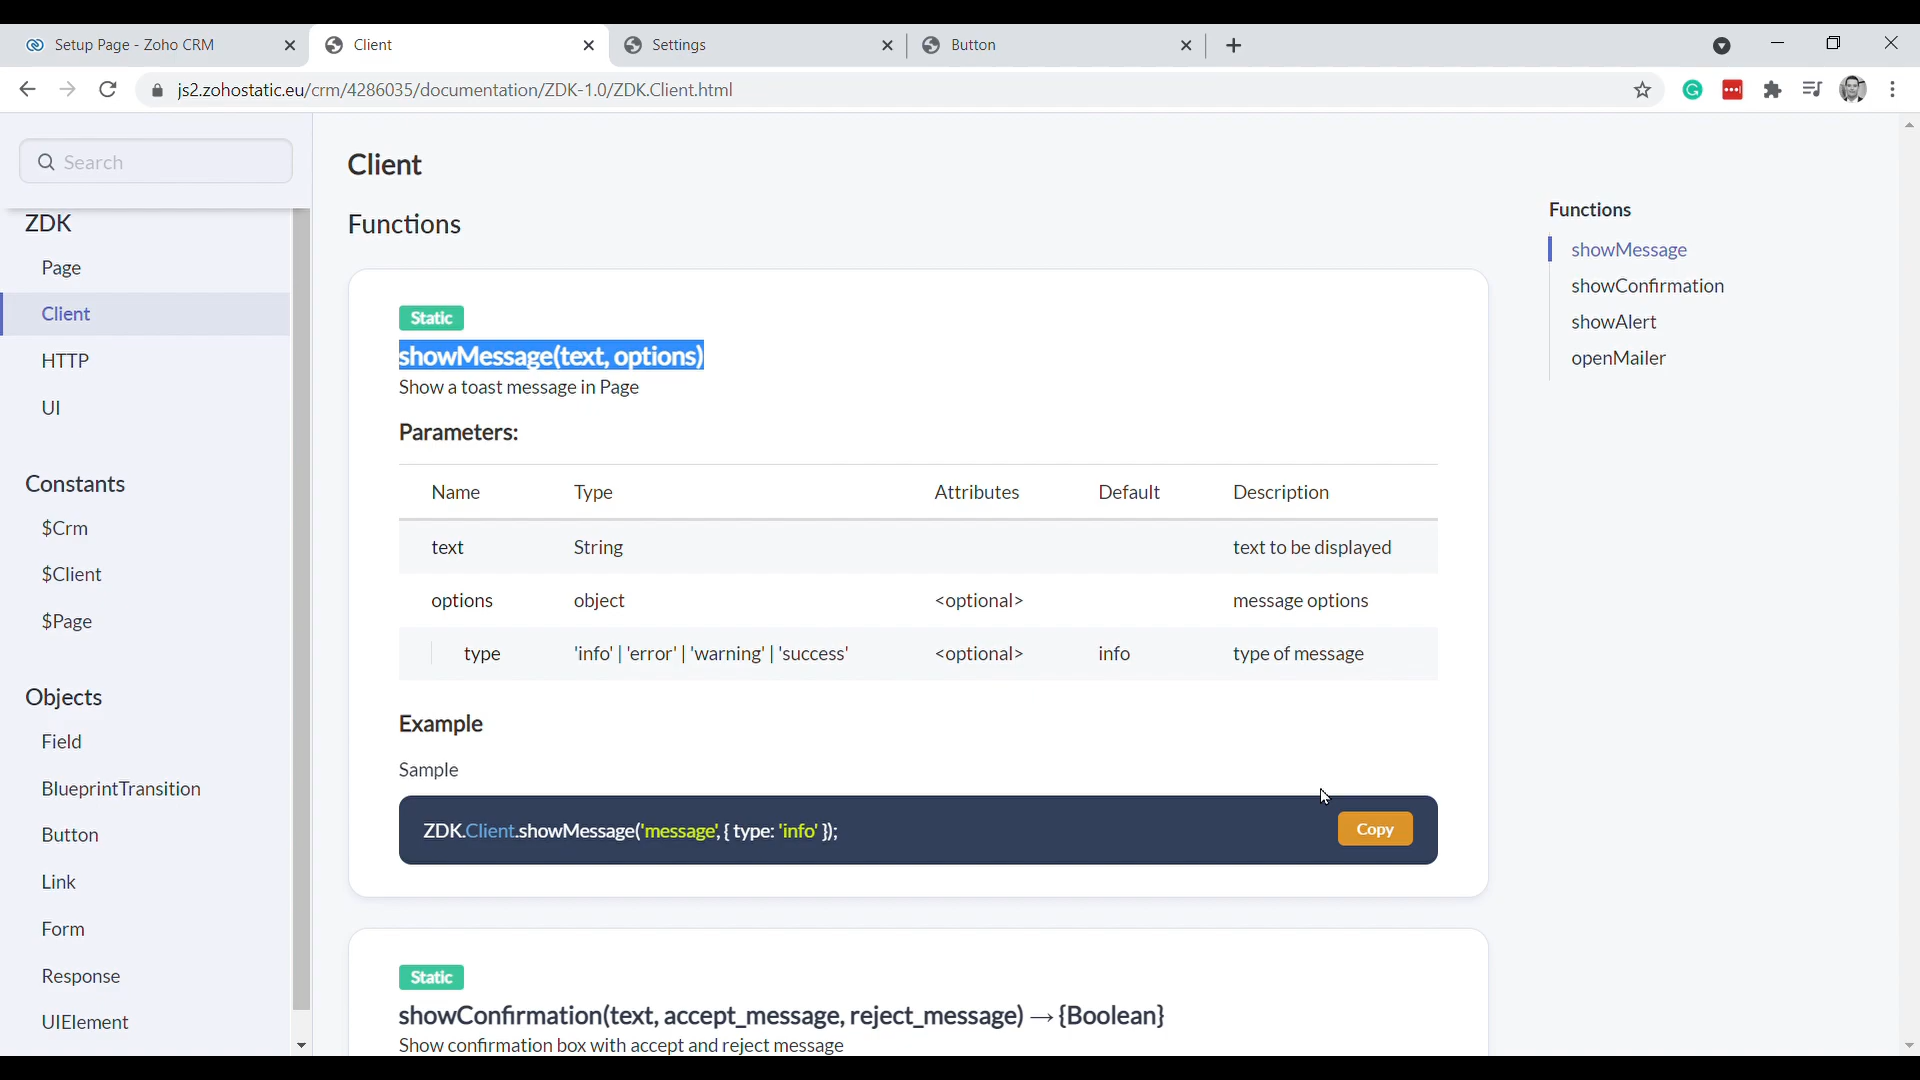 Setup Page - Zoho CRM
Client
Settings
Button
js2.zohostatic.eu/crm/4286035/documentation/ZDK-1.0/ZDK.Client.html
Search
ZDK
Page
Client
HTTP
UI
Constants
$Crm
$Client
$Page
Objects
Field
BlueprintTransition
Button
Link
Form
Response
UIElement
Client
Functions
Static
showMessage(text, options)
Show a toast message in Page
Parameters:
Name Type Attributes Default Description
text String text to be displayed
options object <optional> message options
type 'info' | 'error' | 'warning' | 'success' <optional> info type of message
Example
Sample
ZDK.Client.showMessage('message', { type: 'info' });
Copy
Static
showConfirmation(text, accept_message, reject_message) → {Boolean}
Show confirmation box with accept and reject message
Functions
showMessage
showConfirmation
showAlert
openMailer